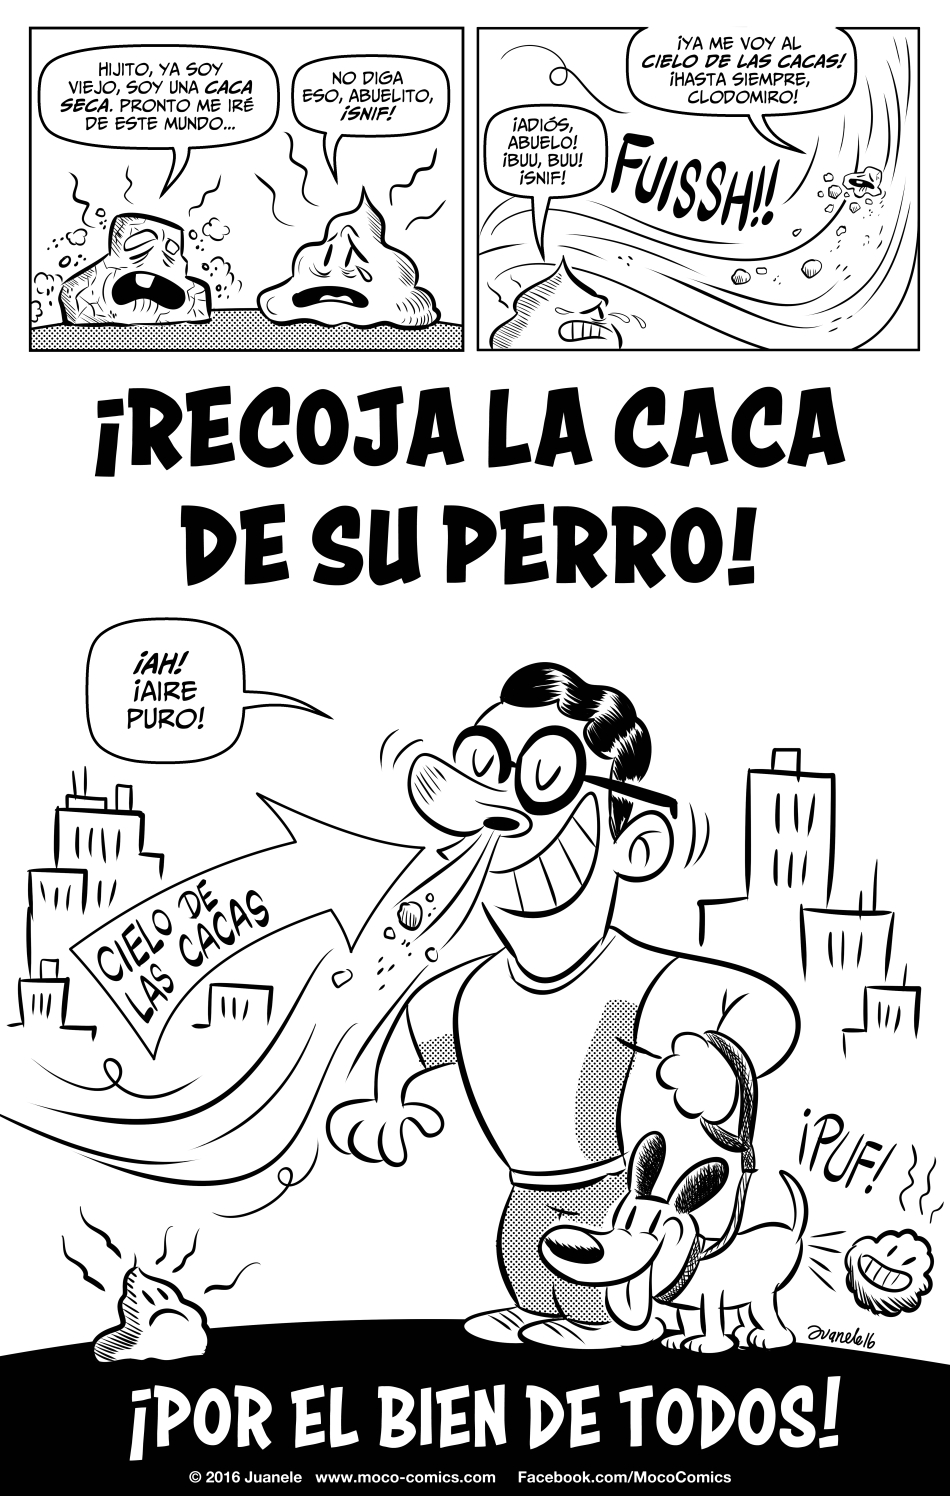 HIJITO, YA SOY
VIEJO, SOY UNA CACA
SECA. PRONTO ME IRÉ
DE ESTE MUNDO...
NO DIGA
ESO, ABUELITO,
¡SNIF!
¡YA ME VOY AL
CIELO DE LAS CACAS!
¡HASTA SIEMPRE,
CLODOMIRO!
¡ADIÓS,
ABUELO!
¡BUU, BUU!
¡SNIF!
FUISSH!!
¡RECOJA LA CACA
DE SU PERRO!
¡AH!
¡AIRE
PURO!
CIELO DE
LAS CACAS
¡PUF!
Juanele16
¡POR EL BIEN DE TODOS!
© 2016 Juanele www.moco-comics.com Facebook.com/MocoComics